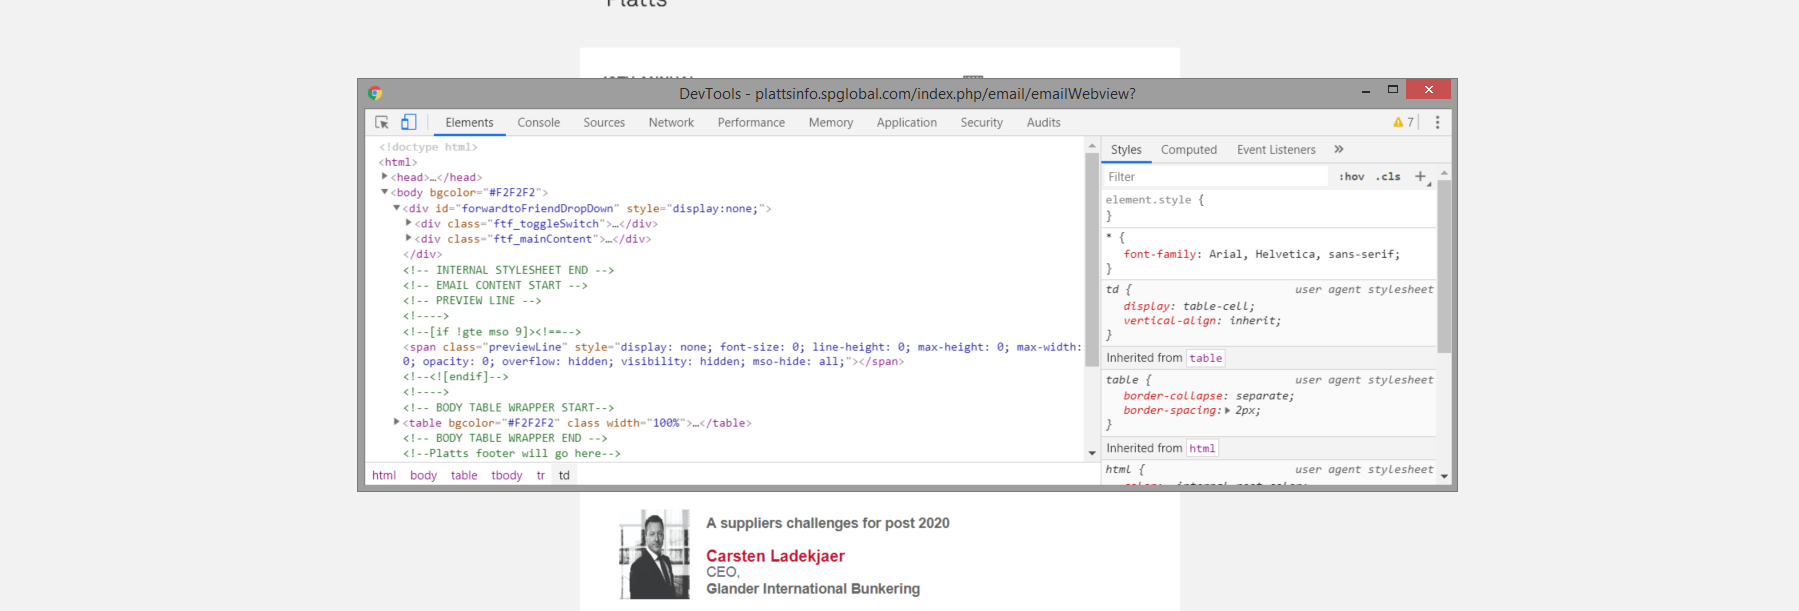 Platts
DevTools - plattsinfo.spglobal.com/index.php/email/emailWebview?
Elements Console Sources Network Performance Memory Application Security Audits 7
<!doctype html>
<html>
<head>…</head>
<body bgcolor="#F2F2F2">
<div id="forwardtoFriendDropDown" style="display:none;">
<div class="ftf_toggleSwitch">…</div>
<div class="ftf_mainContent">…</div>
</div>
<!-- INTERNAL STYLESHEET END -->
<!-- EMAIL CONTENT START -->
<!-- PREVIEW LINE -->
<!---->
<!--[if !gte mso 9]><!==-->
<span class="previewLine" style="display: none; font-size: 0; line-height: 0; max-height: 0; max-width:
0; opacity: 0; overflow: hidden; visibility: hidden; mso-hide: all;"></span>
<!--<![endif]-->
<!---->
<!-- BODY TABLE WRAPPER START-->
<table bgcolor="#F2F2F2" class width="100%">…</table>
<!-- BODY TABLE WRAPPER END -->
<!--Platts footer will go here-->
html body table tbody tr td
Styles Computed Event Listeners »
Filter :hov .cls +
element.style {
}
* {
font-family: Arial, Helvetica, sans-serif;
}
td { user agent stylesheet
display: table-cell;
vertical-align: inherit;
}
Inherited from table
table { user agent stylesheet
border-collapse: separate;
border-spacing: 2px;
}
Inherited from html
html { user agent stylesheet
A suppliers challenges for post 2020
Carsten Ladekjaer
CEO,
Glander International Bunkering